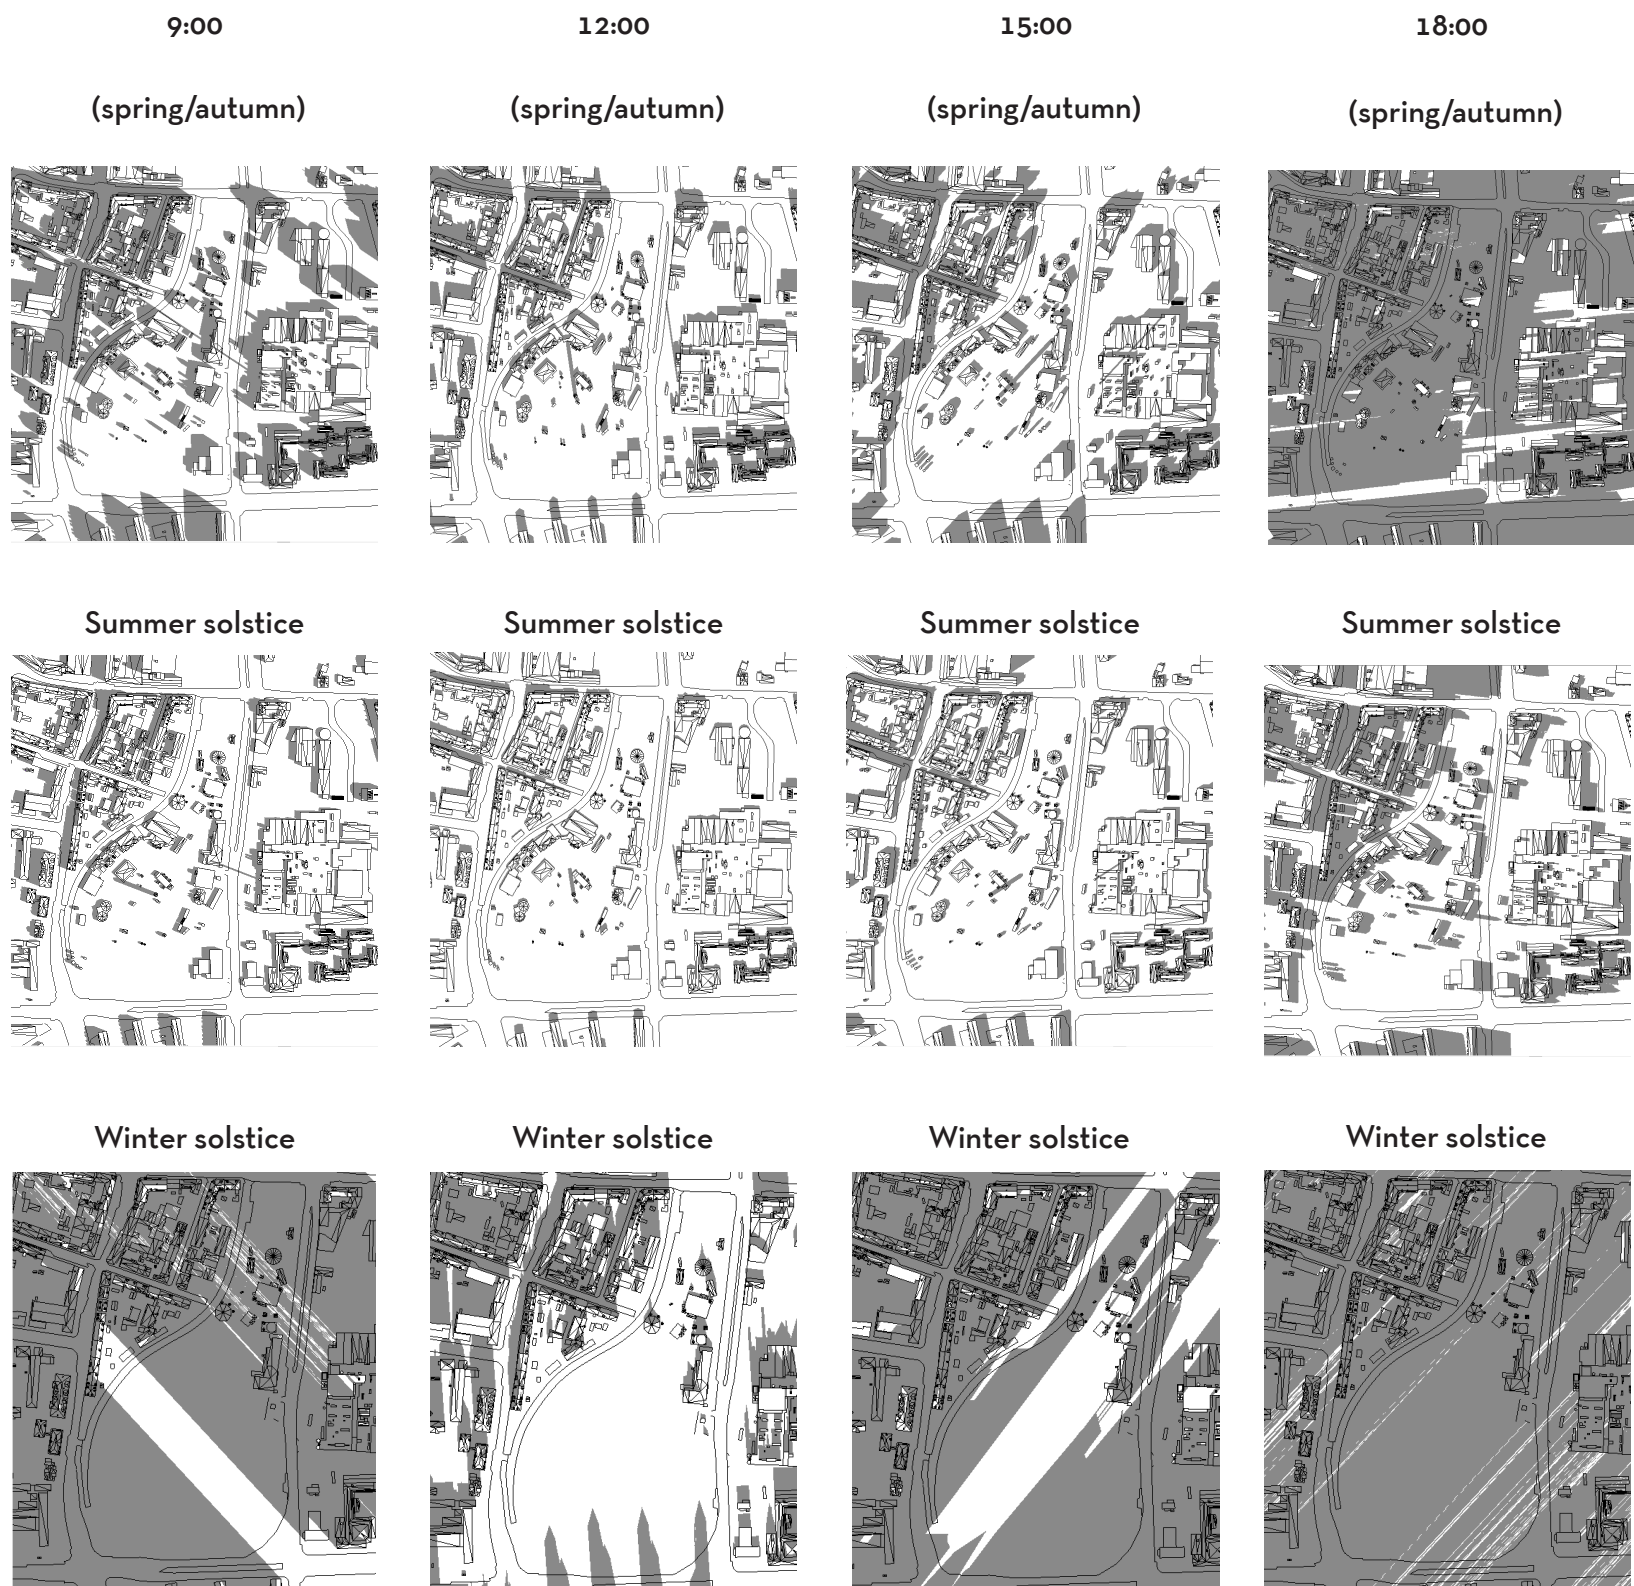 9:00 12:00 15:00 18:00
(spring/autumn) (spring/autumn) (spring/autumn) (spring/autumn)
Summer solstice Summer solstice Summer solstice Summer solstice
Winter solstice Winter solstice Winter solstice Winter solstice